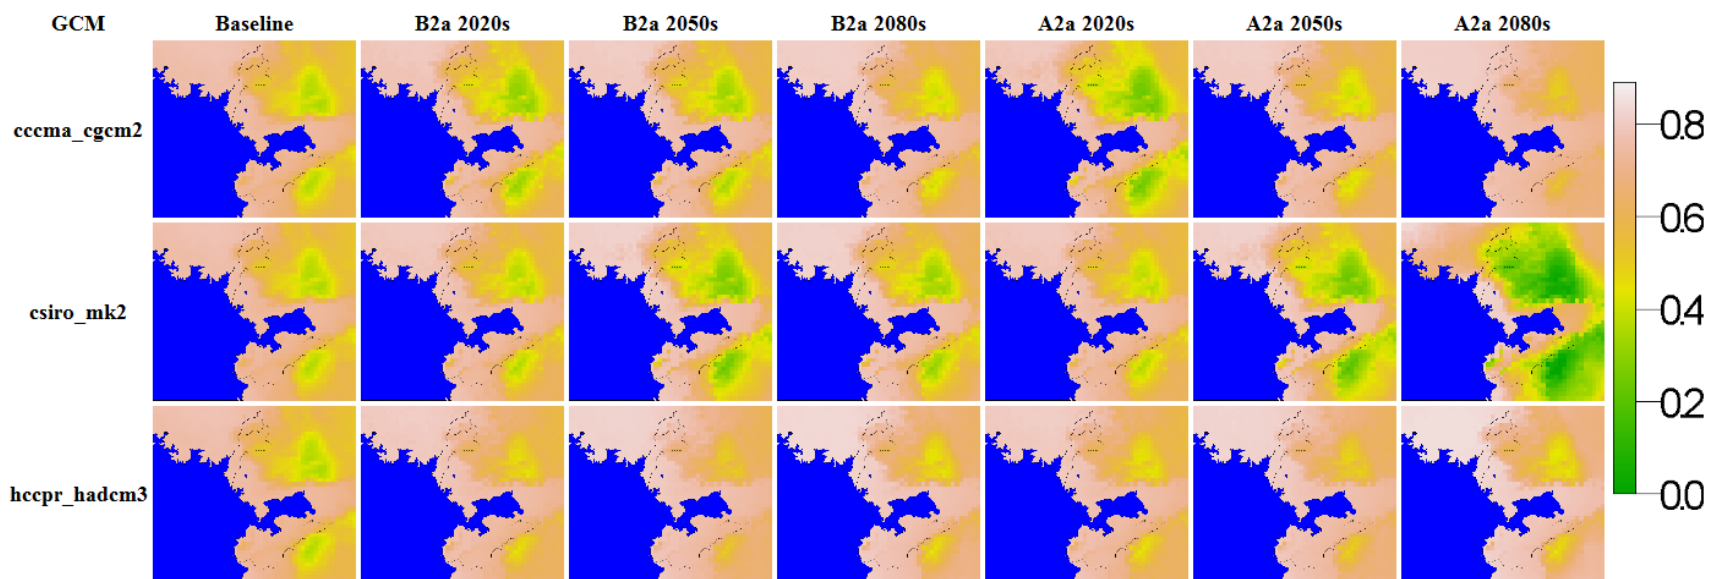 GCM Baseline B2a 2020s B2a 2050s B2a 2080s A2a 2020s A2a 2050s A2a 2080s
cccma_cgcm2
csiro_mk2
hccpr_hadcm3
0.8
0.6
0.4
0.2
0.0